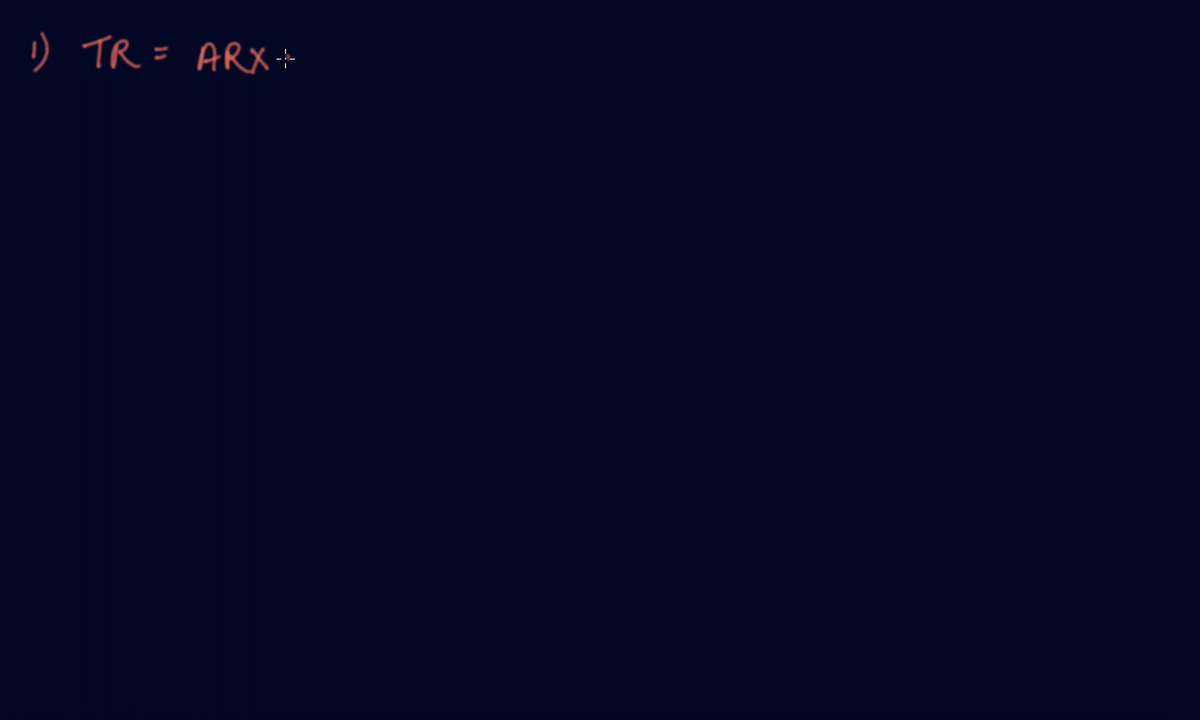 1) TR = ARX